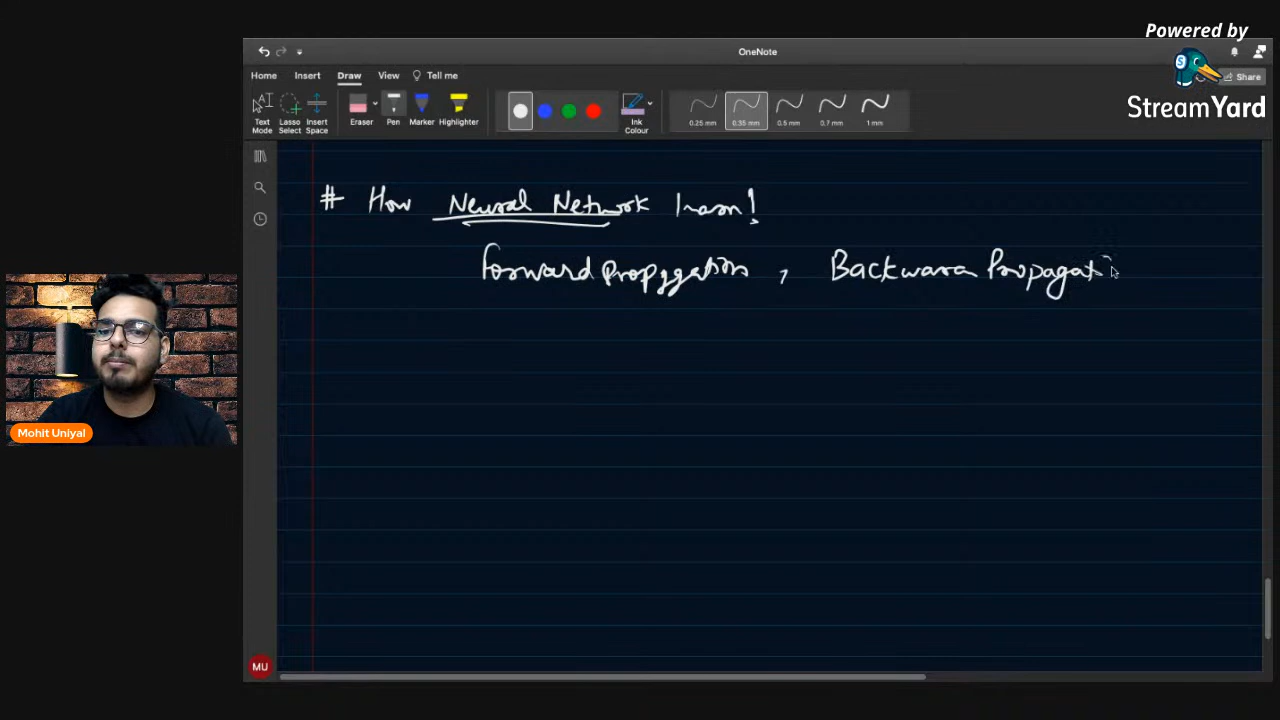 Powered by
StreamYard
OneNote
Share
Home Insert Draw View Tell me
Text Mode Lasso Select Insert Space Eraser Pen Marker Highlighter Ink Colour 0.25 mm 0.35 mm 0.5 mm 0.7 mm 1 mm
# How Neural Network learn!
Forward Propagation , Backward Propagati
Mohit Uniyal
MU